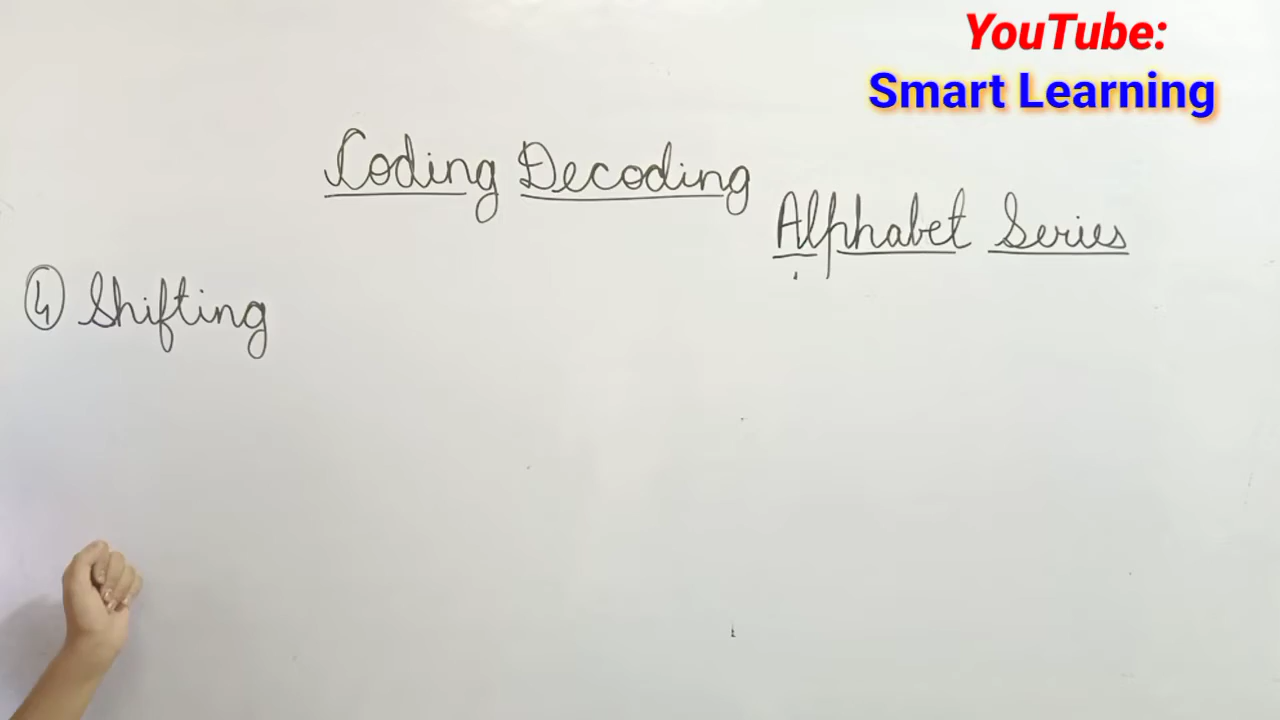 YouTube:
Smart Learning
Coding Decoding
Alphabet Series
④ Shifting